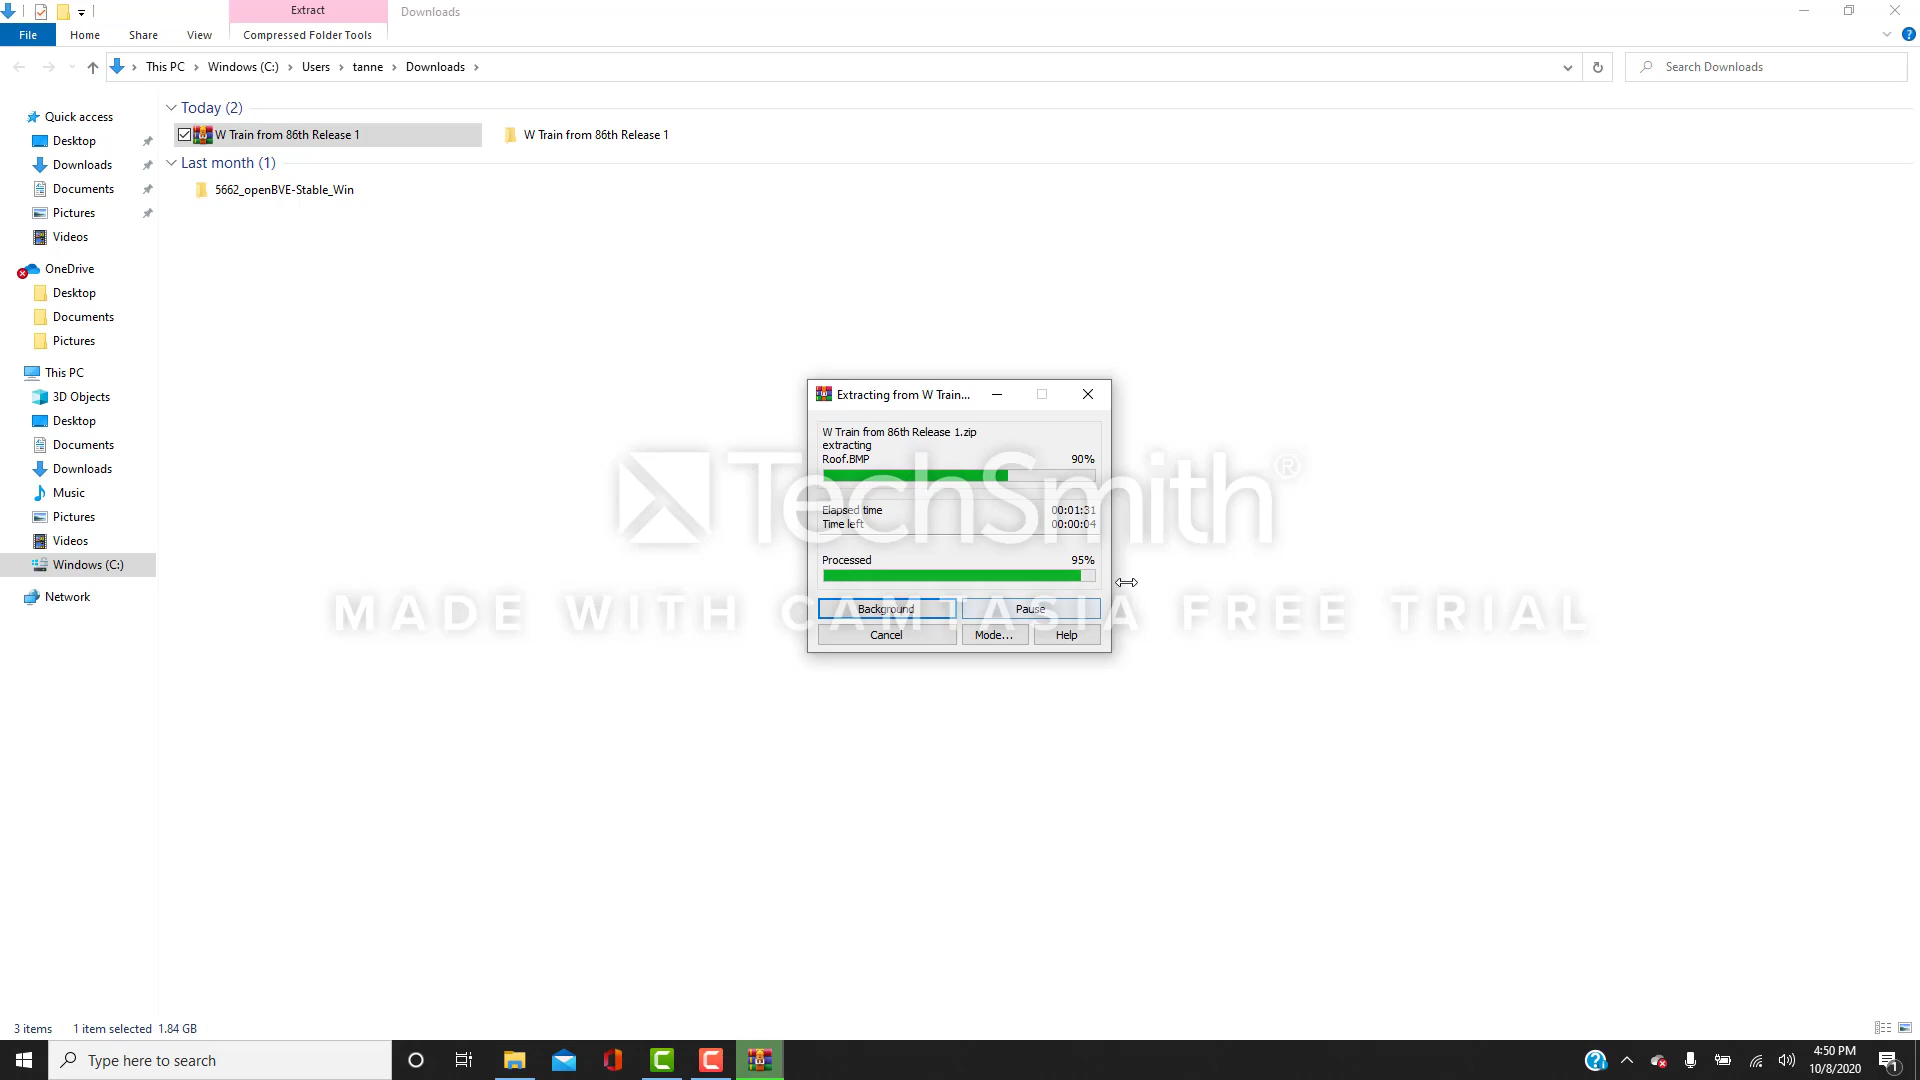 Extract
Downloads
File
Home
Share
View
Compressed Folder Tools
This PC
Windows (C:)
Users
tanne
Downloads
Search Downloads
Quick access
Desktop
Downloads
Documents
Pictures
Videos
OneDrive
Desktop
Documents
Pictures
This PC
3D Objects
Desktop
Documents
Downloads
Music
Pictures
Videos
Windows (C:)
Network
Today (2)
W Train from 86th Release 1
W Train from 86th Release 1
Last month (1)
5662_openBVE-Stable_Win
Extracting from W Train...
W Train from 86th Release 1.zip
extracting
Roof.BMP 90%
Elapsed time 00:01:31
Time left 00:00:04
Processed 95%
Background
Pause
Cancel
Mode...
Help
TechSmith®
MADE WITH CAMTASIA FREE TRIAL
3 items 1 item selected 1.84 GB
Type here to search
4:50 PM
10/8/2020
1